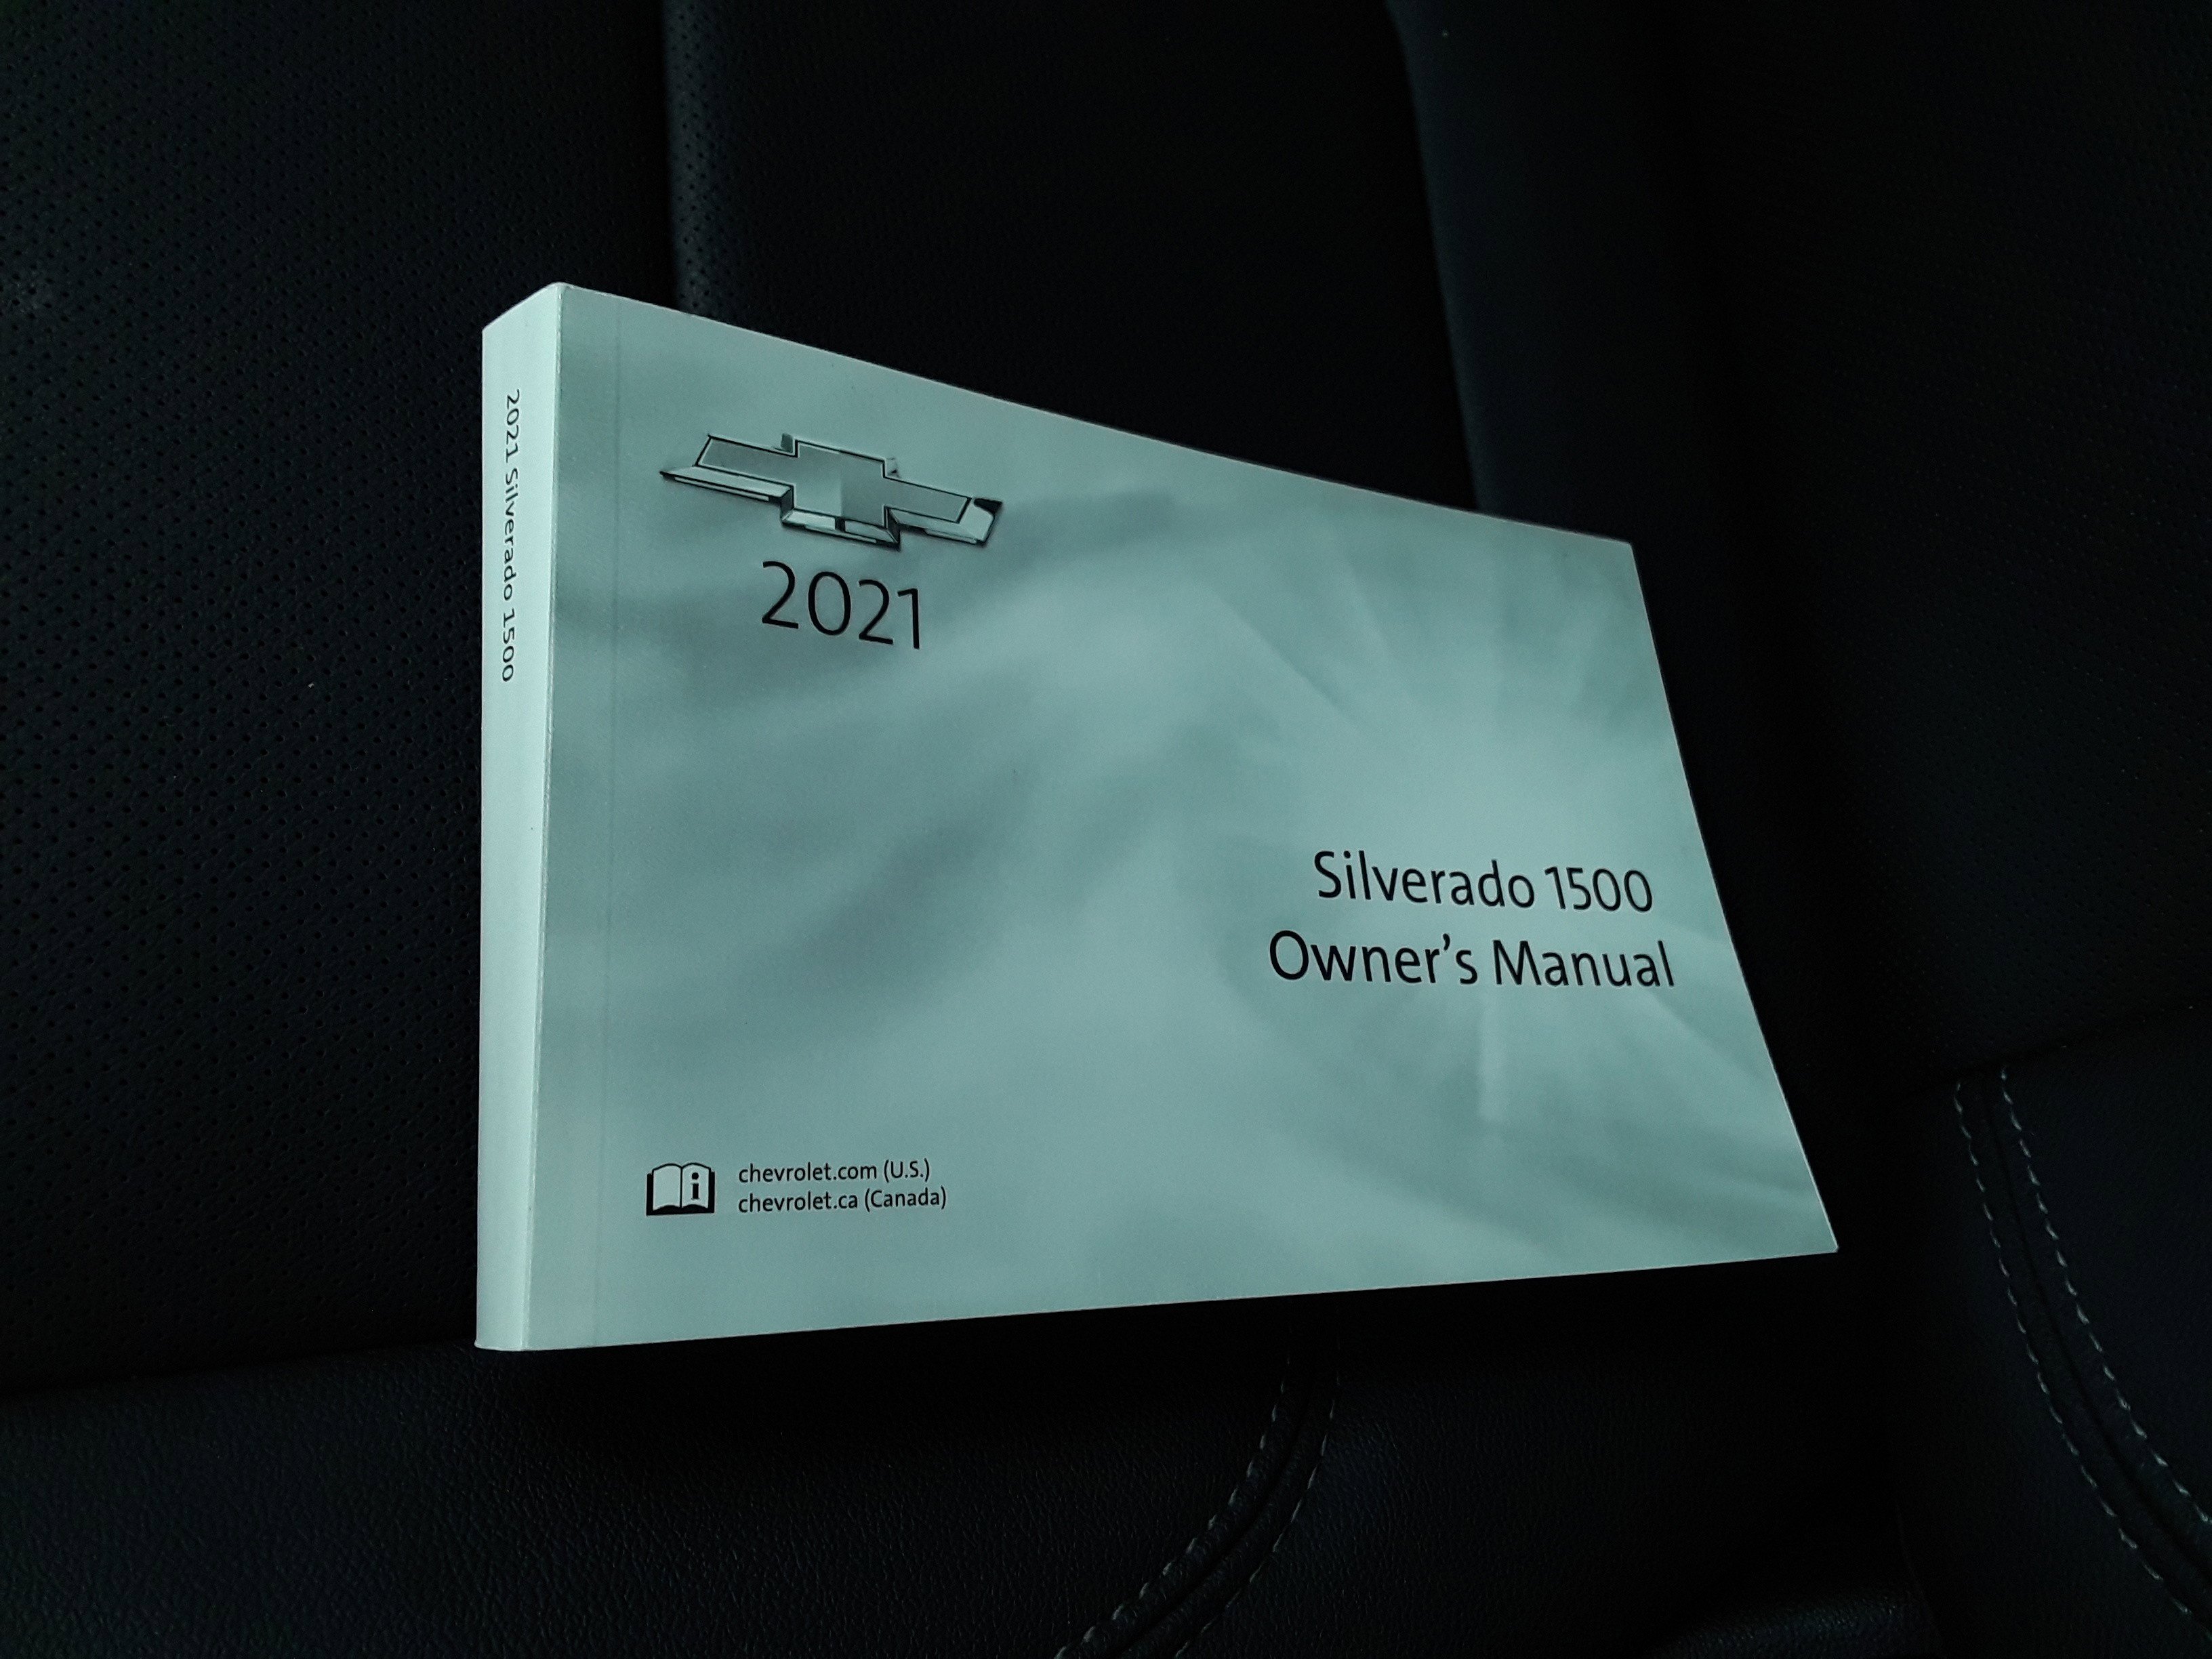 2021 Silverado 1500
2021
Silverado 1500
Owner's Manual
i
chevrolet.com (U.S.)
chevrolet.ca (Canada)